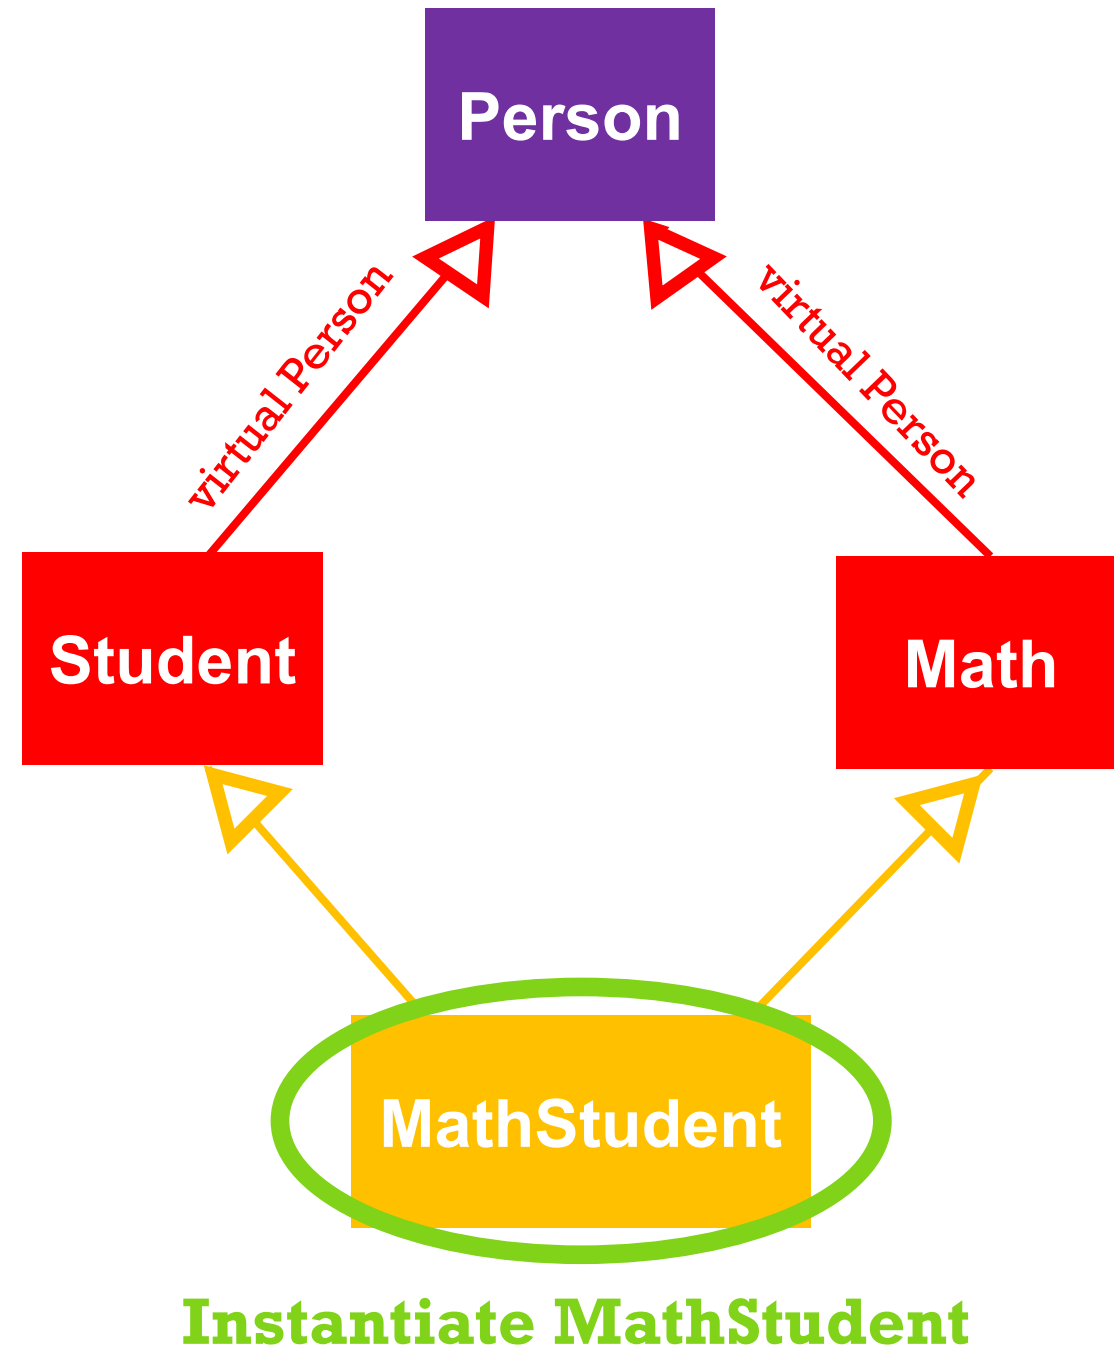 Person
virtual Person
virtual Person
Student
Math
MathStudent
Instantiate MathStudent